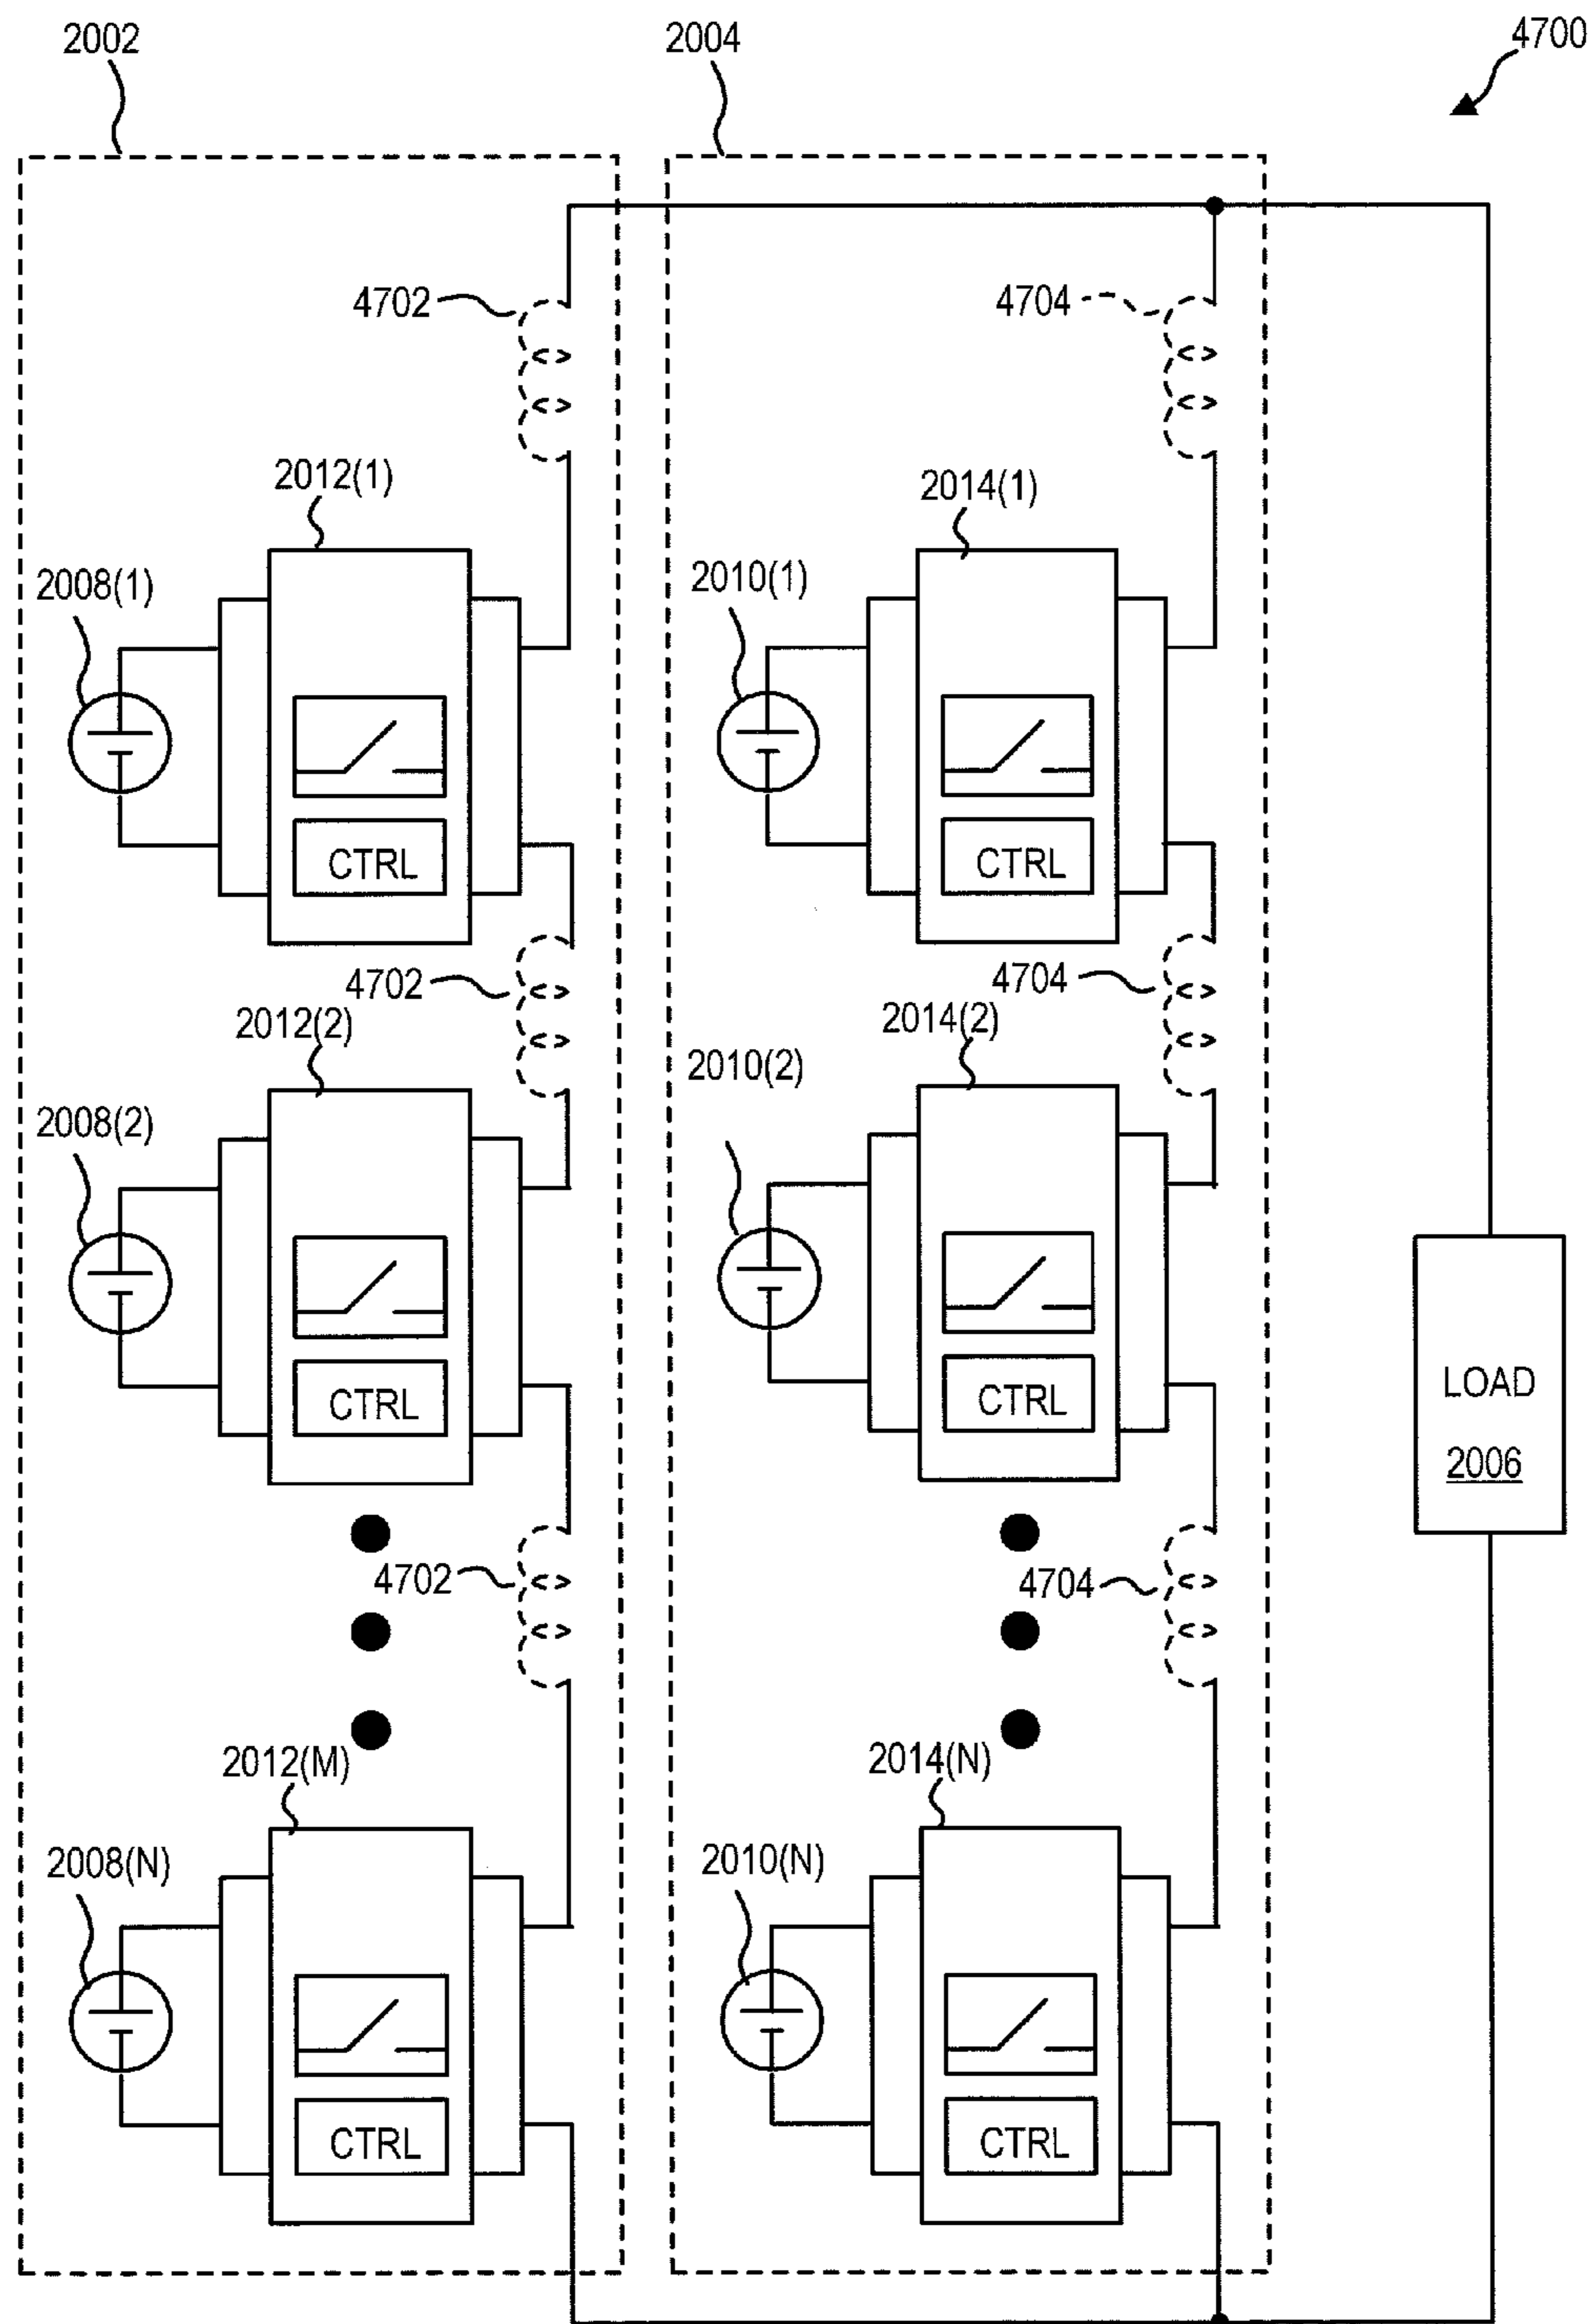 2002
2004
4700
4702
4704
2012(1)
2014(1)
2008(1)
2010(1)
CTRL
CTRL
4702
4704
2012(2)
2014(2)
2010(2)
2008(2)
CTRL
CTRL
LOAD
2006
4702
4704
2012(M)
2014(N)
2008(N)
2010(N)
CTRL
CTRL